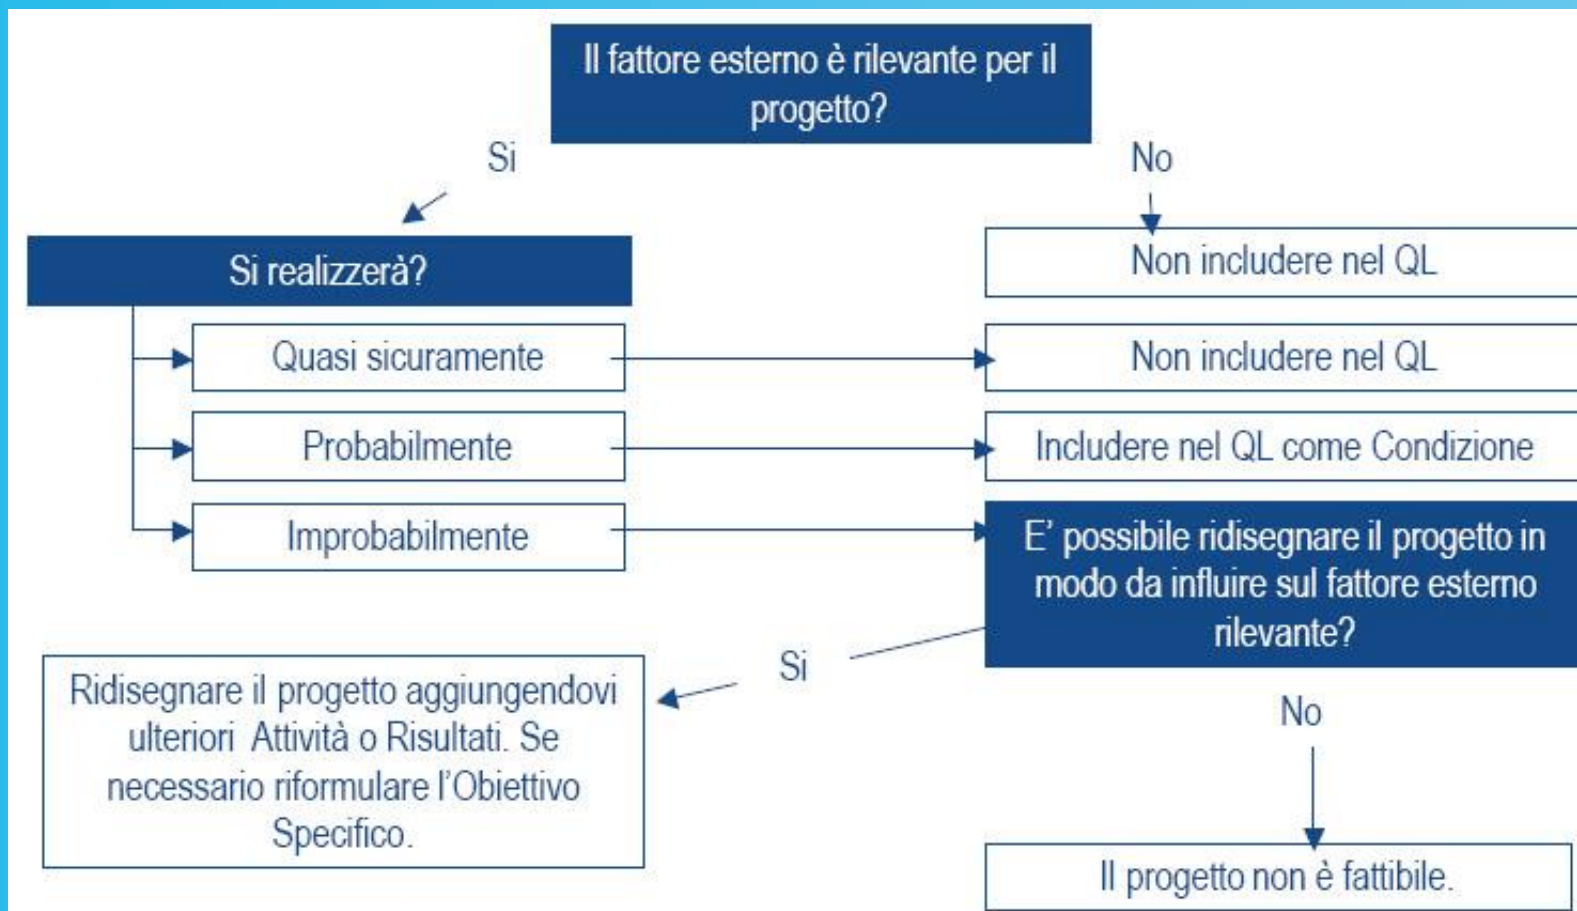 Il fattore esterno è rilevante per il
progetto?
Si
No
Si realizzerà?
Non includere nel QL
Quasi sicuramente
Non includere nel QL
Probabilmente
Includere nel QL come Condizione
Improbabilmente
E’ possibile ridisegnare il progetto in
modo da influire sul fattore esterno
rilevante?
Si
Ridisegnare il progetto aggiungendovi
ulteriori Attività o Risultati. Se
necessario riformulare l’Obiettivo
Specifico.
No
Il progetto non è fattibile.